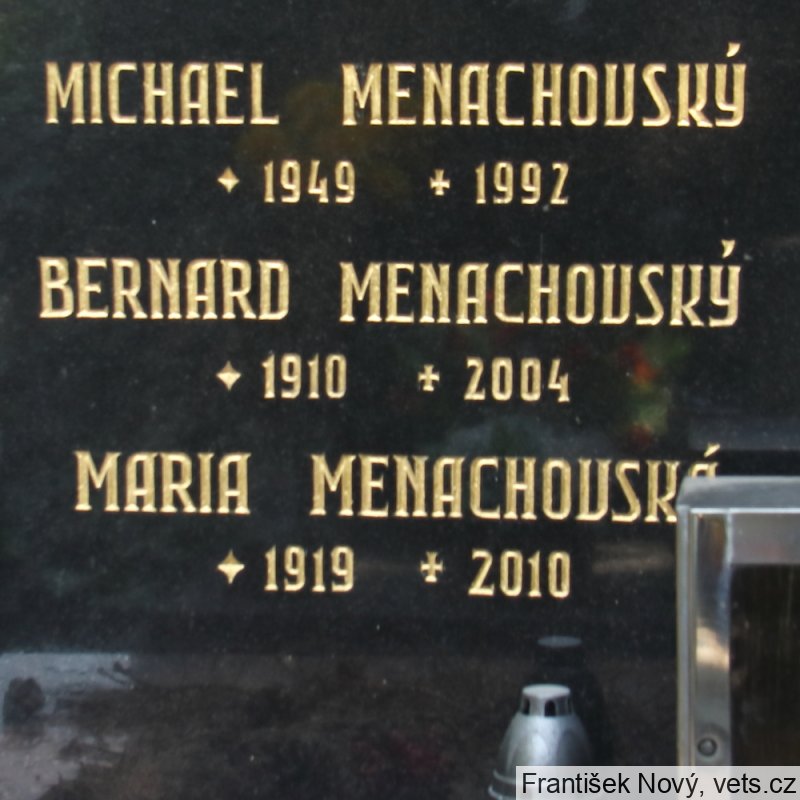 MICHAEL MENACHOVSKÝ
✦ 1949 ✠ 1992
BERNARD MENACHOVSKÝ
✦ 1910 ✠ 2004
MARIA MENACHOVSKÁ
✦ 1919 ✠ 2010
František Nový, vets.cz